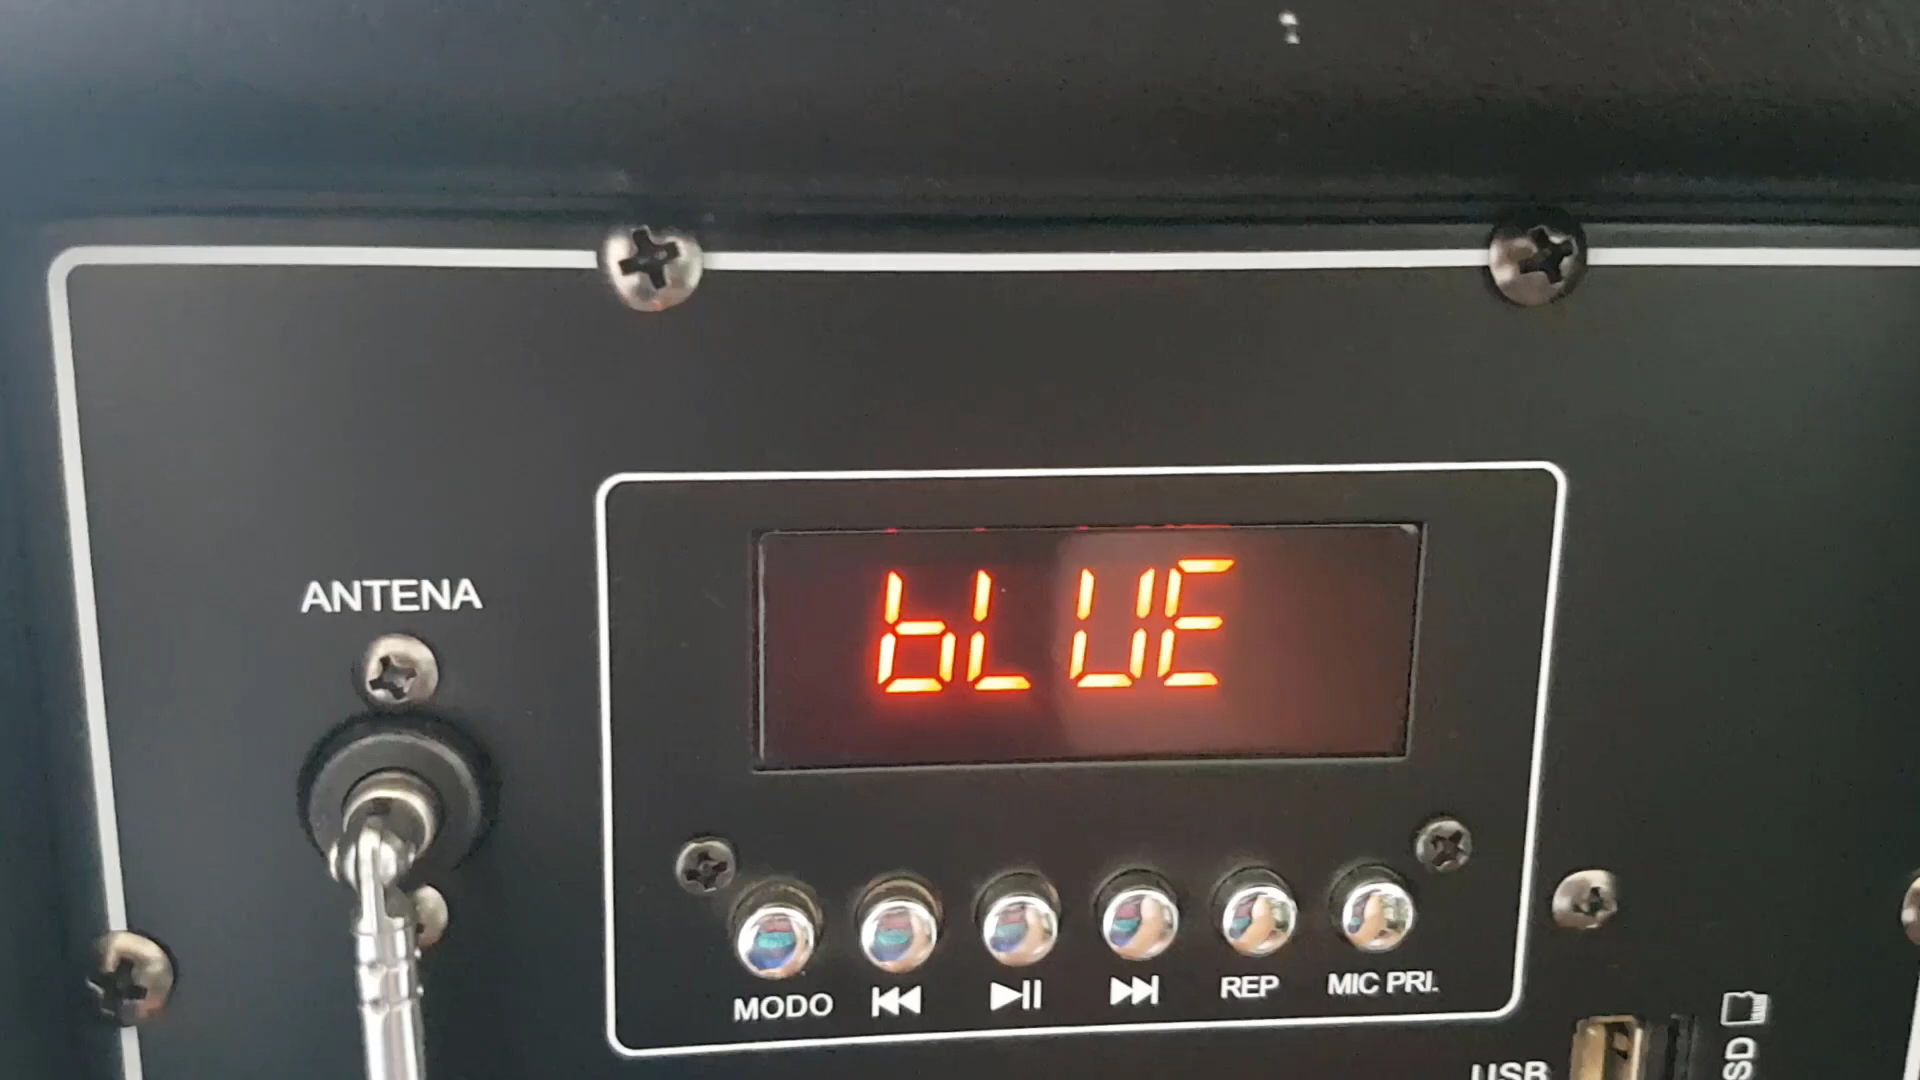 ANTENA
bLUE
MODO
REP
MIC PRI.
USB
SD